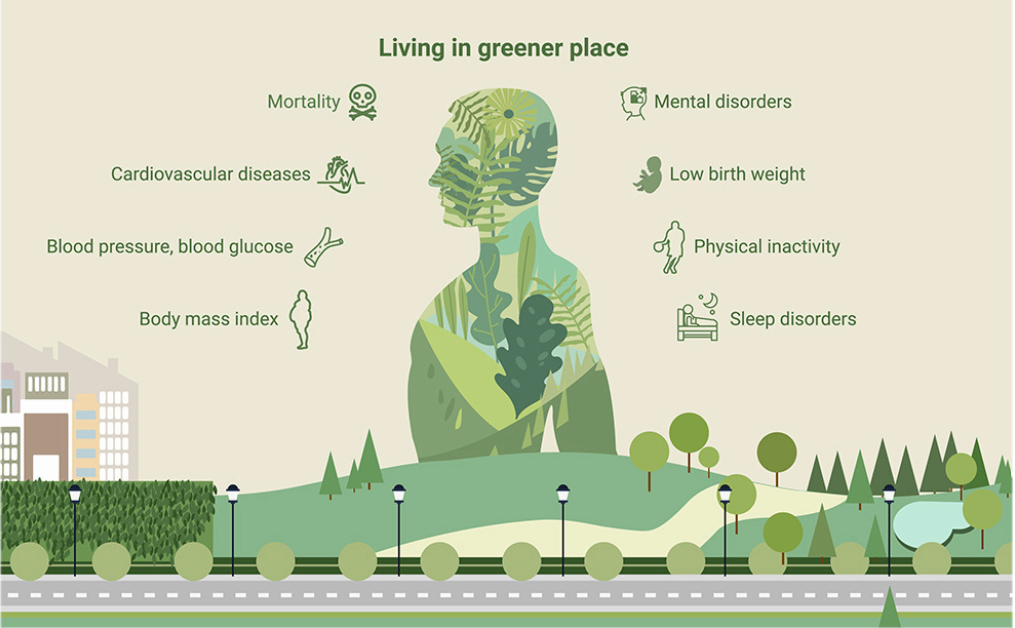 Living in greener place
Mortality
Mental disorders
Cardiovascular diseases
Low birth weight
Blood pressure, blood glucose
Physical inactivity
Body mass index
Sleep disorders